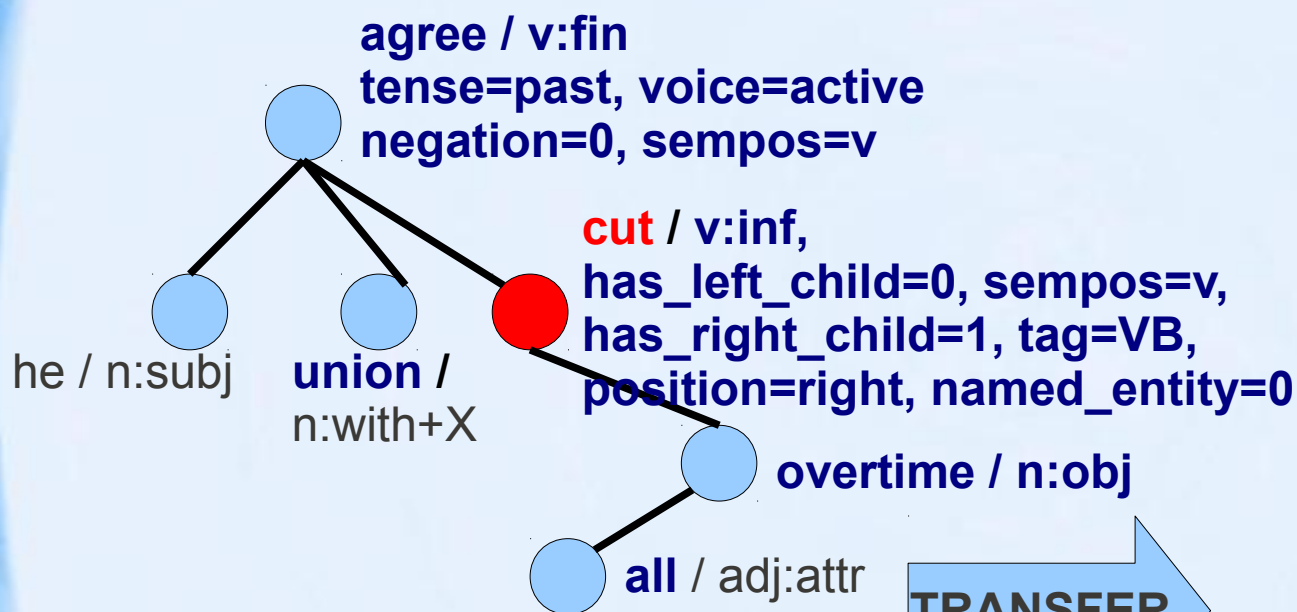 agree / v:fin
tense=past, voice=active
negation=0, sempos=v
cut / v:inf,
has_left_child=0, sempos=v,
has_right_child=1, tag=VB,
position=right, named_entity=0
he / n:subj
union /
n:with+X
overtime / n:obj
all / adj:attr
TRANSFER